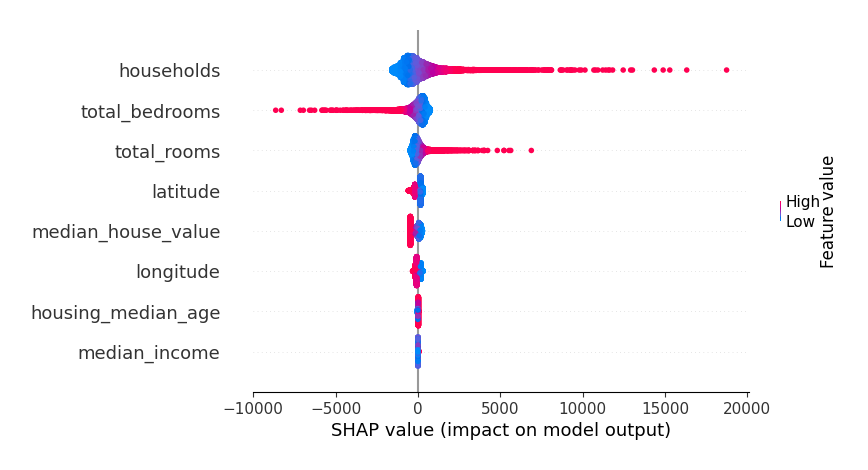 households
total_bedrooms
total_rooms
latitude
median_house_value
longitude
housing_median_age
median_income
−10000 −5000 0 5000 10000 15000 20000
SHAP value (impact on model output)
High
Low
Feature value